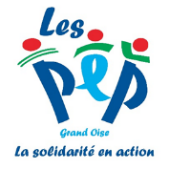 Les
pep
Grand Oise
La solidarité en action